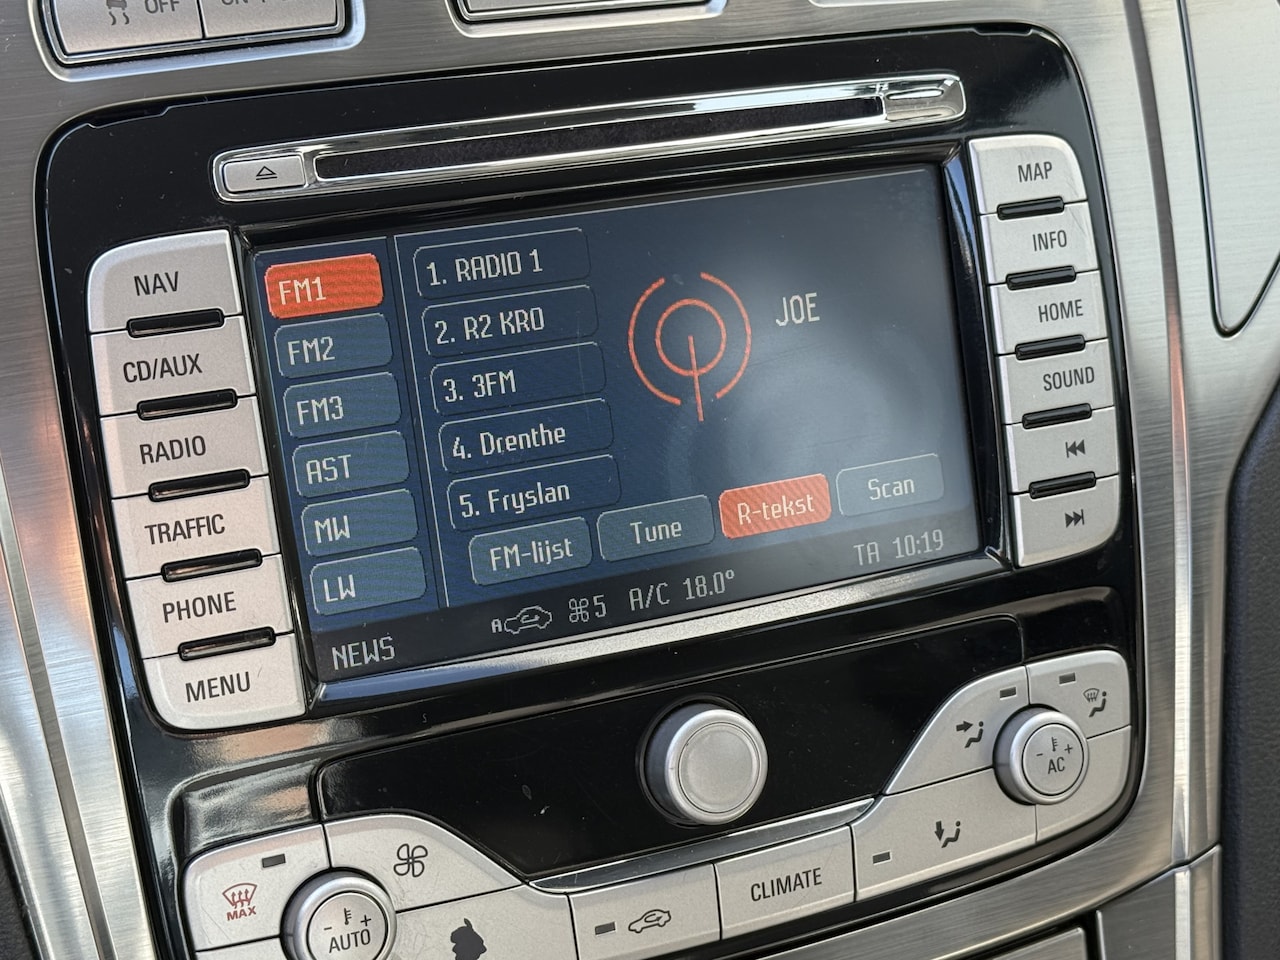 OFF
MAP
INFO
HOME
SOUND
NAV
CD/AUX
RADIO
TRAFFIC
PHONE
MENU
FM1
FM2
FM3
AST
MW
LW
1. RADIO 1
2. R2 KRO
3. 3FM
4. Drenthe
5. Fryslan
JOE
FM-lijst
Tune
R-tekst
Scan
NEWS
A
5
A/C 18.0°
TA 10:19
MAX
- +
AUTO
CLIMATE
- +
AC